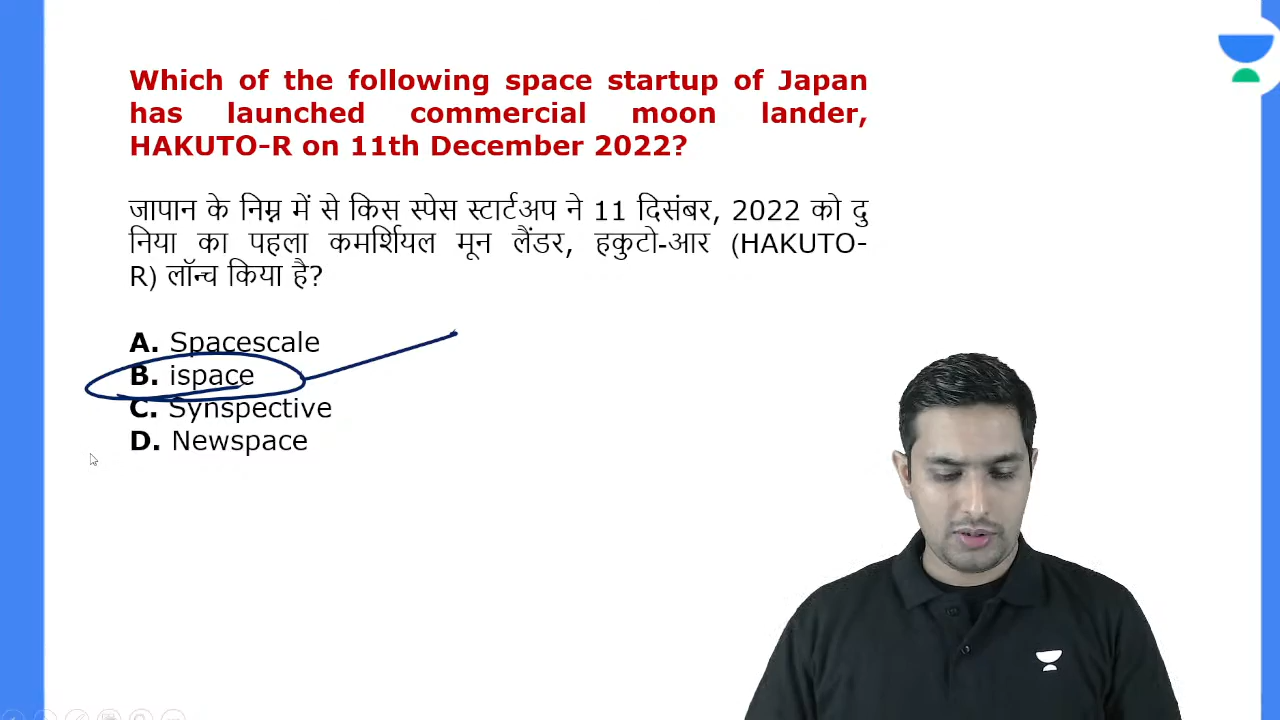 Which of the following space startup of Japan
has launched commercial moon lander,
HAKUTO-R on 11th December 2022?
जापान के निम्न में से किस स्पेस स्टार्टअप ने 11 दिसंबर, 2022 को दु
निया का पहला कमर्शियल मून लैंडर, हकुटो-आर (HAKUTO-
R) लॉन्च किया है?
A. Spacescale
B. ispace
C. Synspective
D. Newspace